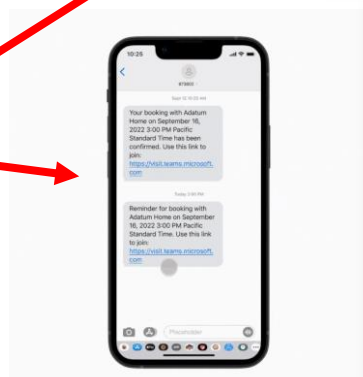 10:25
Your booking with Adatum
Home on September 16,
2022 3:00 PM Pacific
Standard Time has been
confirmed. Use this link to
join:
https://visit.teams.microsoft.
com
Reminder for booking with
Adatum Home on September
16, 2022 3:00 PM Pacific
Standard Time. Use this link
to join:
https://visit.teams.microsoft.
com
Placeholder